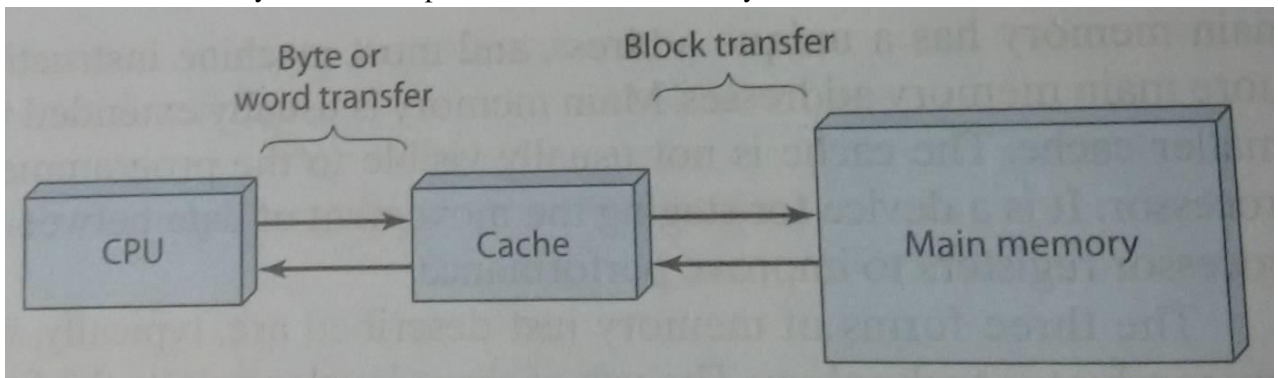 Byte or
word transfer
Block transfer
CPU
Cache
Main memory